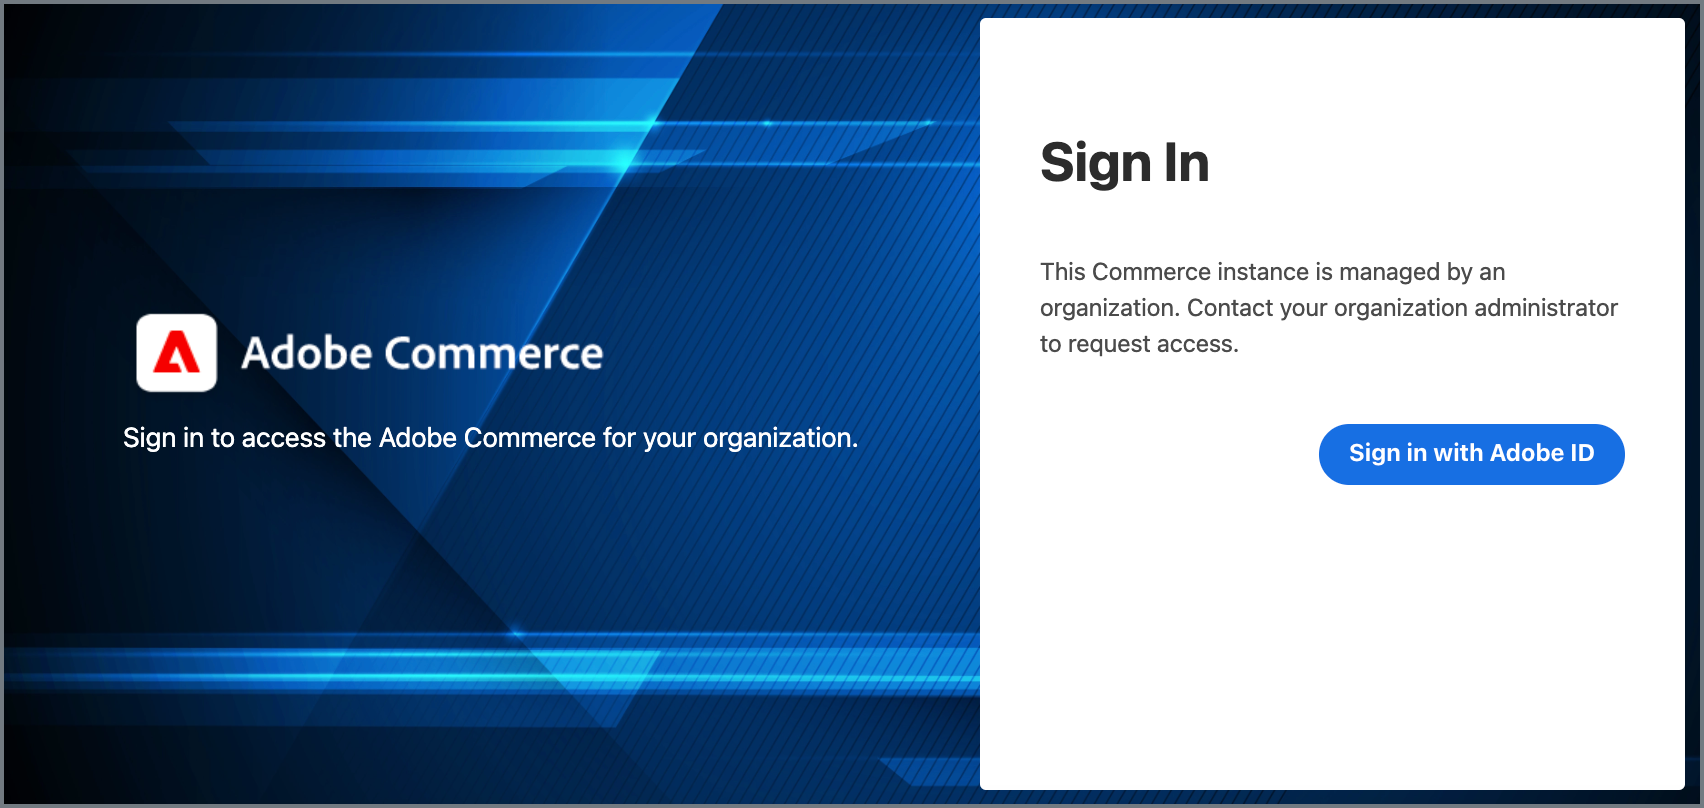 Adobe Commerce
Sign in to access the Adobe Commerce for your organization.
Sign In
This Commerce instance is managed by an
organization. Contact your organization administrator
to request access.
Sign in with Adobe ID